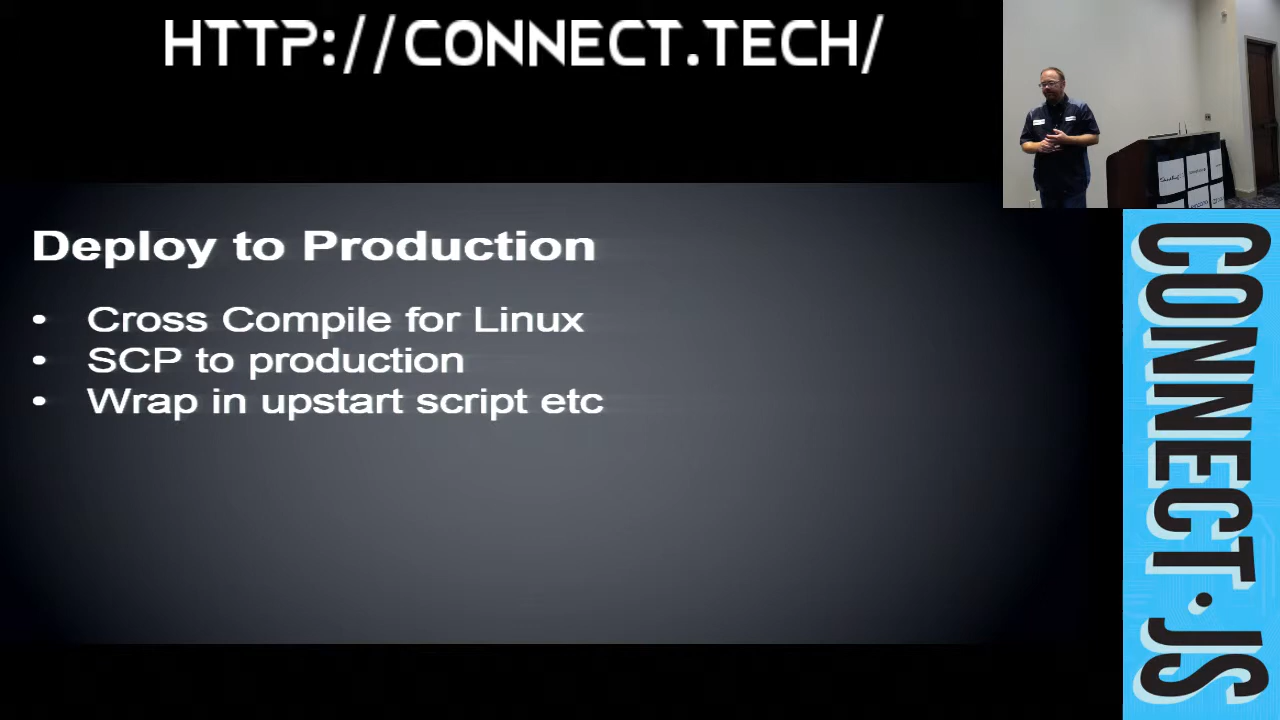 HTTP://CONNECT.TECH/
Deploy to Production
• Cross Compile for Linux
• SCP to production
• Wrap in upstart script etc
CONNECT.JS